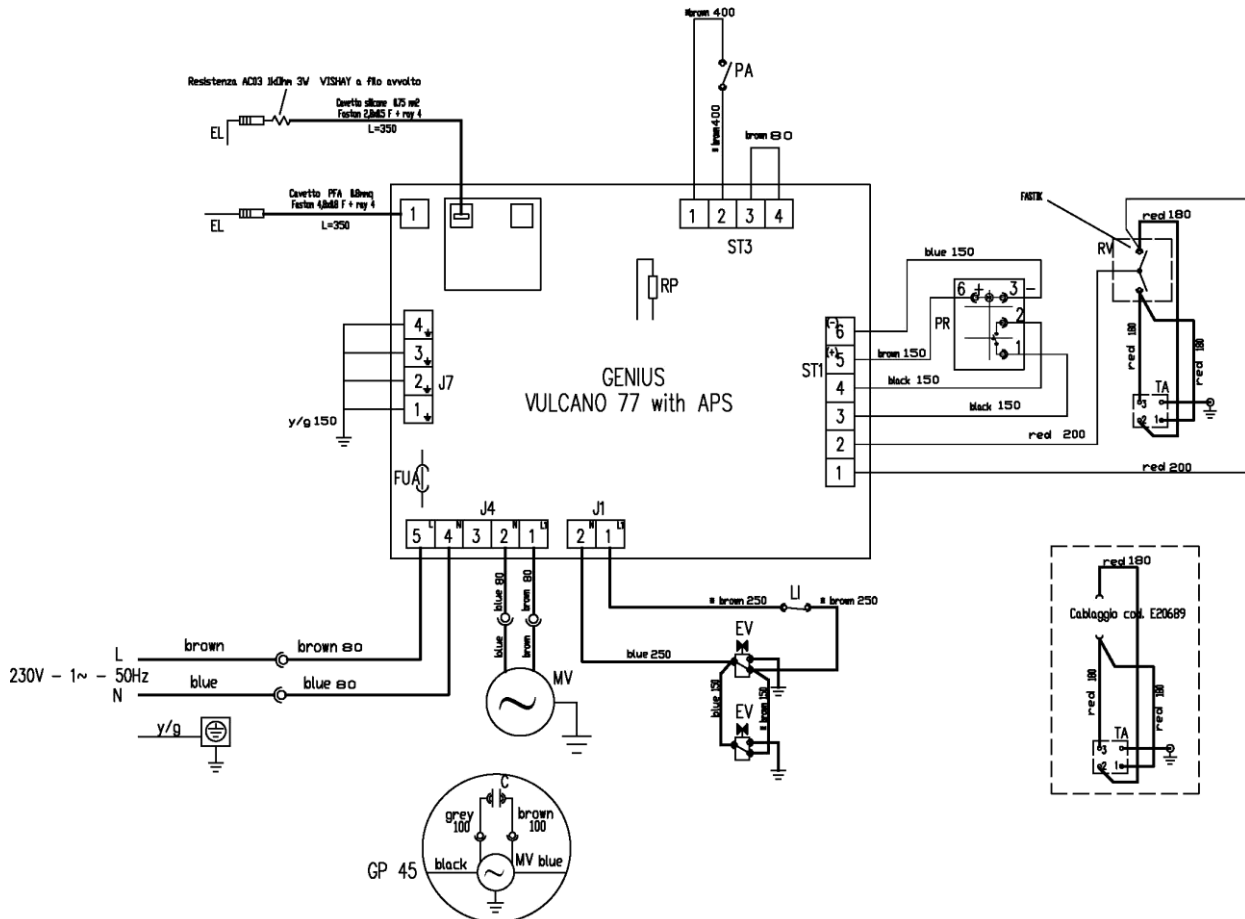 Resistenza AC03 1kOhm 3W VISHAY a filo avvolto
EL
Cavetto silicone 0.75 mm2
L=350
Cavetto PFA
EL
L=350
brown 400
PA
brown 400
brown 80
1
1 2 3 4
ST3
RP
4
3
2
1
J7
y/g 150
GENIUS
VULCANO 77 with APS
FUA
J4
5 L
4 N
3
2 N
1 L1
J1
2 N
1 L1
ST1
(-) 6
(+) 5
4
3
2
1
blue 150
brown 150
black 150
black 150
red 200
red 200
PR
6 + 3 -
2
1
FASTIK
RV
red 180
red 180
red 180
TA
3
2 1
230V - 1~ - 50Hz
L
N
brown
brown 80
blue
blue 80
y/g
blue 80
brown 80
blue
brown
MV
* brown 250
LI
* brown 250
blue 250
EV
blue 150
* brown 150
EV
red 180
Cablaggio cod. E20689
red 180
red 180
TA
3
2 1
C
grey 100
brown 100
GP 45
black
MV
blue